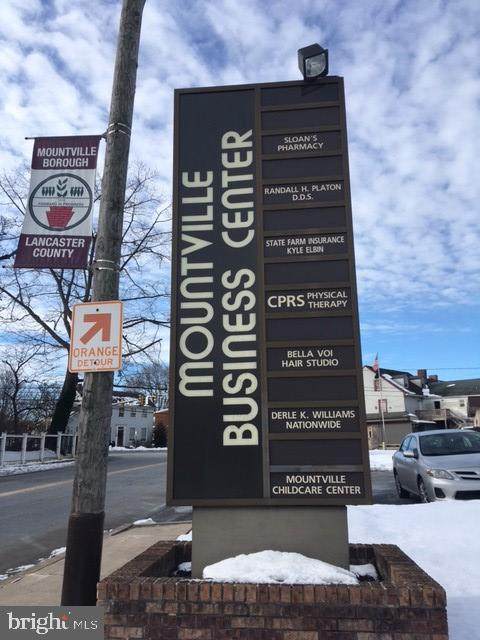 MOUNTVILLE
BOROUGH
LANCASTER
COUNTY
ORANGE
DETOUR
MOUNTVILLE
BUSINESS CENTER
SLOAN'S
PHARMACY
RANDALL H. PLATON
D.D.S.
STATE FARM INSURANCE
KYLE ELBIN
CPRS PHYSICAL
THERAPY
BELLA VOI
HAIR STUDIO
DERLE K. WILLIAMS
NATIONWIDE
MOUNTVILLE
CHILDCARE CENTER
bright MLS